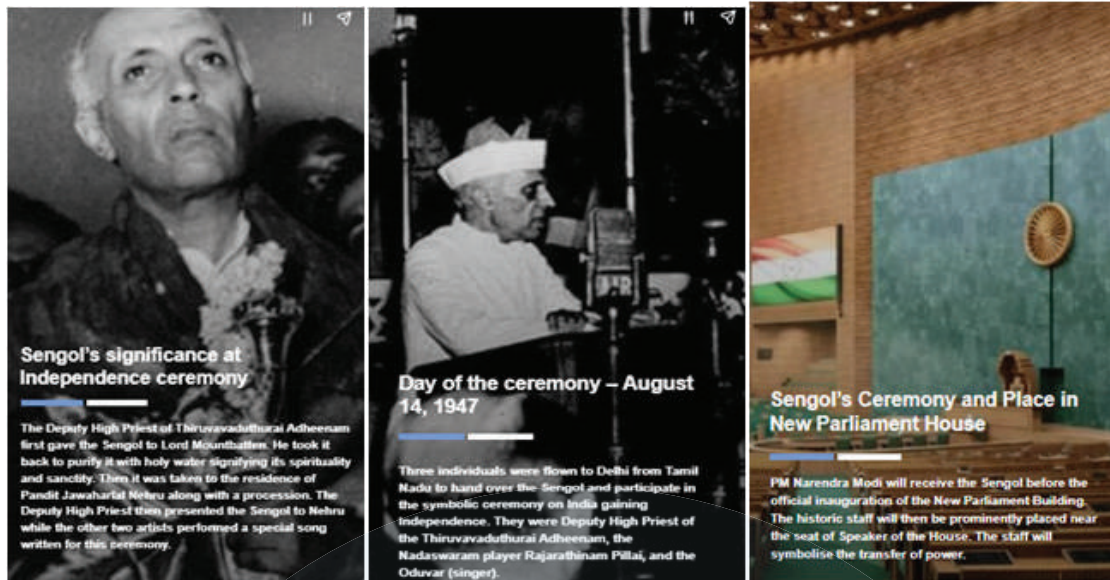 Sengol's significance at
Independence ceremony
The Deputy High Priest of Thiruvavaduthurai Adheenam
first gave the Sengol to Lord Mountbatten. He took it
back to purify it with holy water signifying its spirituality
and sanctity. Then it was taken to the residence of
Pandit Jawaharlal Nehru along with a procession. The
Deputy High Priest then presented the Sengol to Nehru
while the other two artists performed a special song
written for this ceremony.
Day of the ceremony – August
14, 1947
Three individuals were flown to Delhi from Tamil
Nadu to hand over the Sengol and participate in
the symbolic ceremony on India gaining
Independence. They were Deputy High Priest of
the Thiruvavaduthurai Adheenam, the
Nadaswaram player Rajarathinam Pillai, and the
Oduvar (singer).
AIR
Sengol's Ceremony and Place in
New Parliament House
PM Narendra Modi will receive the Sengol before the
official inauguration of the New Parliament Building.
The historic staff will then be prominently placed near
the seat of Speaker of the House. The staff will
symbolise the transfer of power.